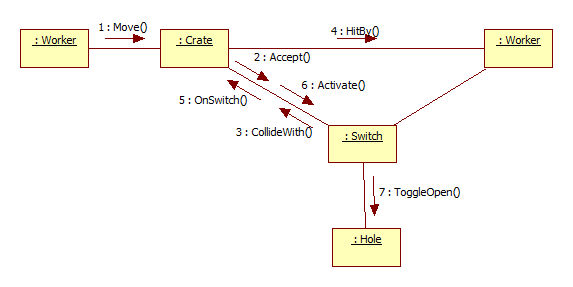 1 : Move()
4 : HitBy()
: Worker
: Crate
: Worker
2 : Accept()
6 : Activate()
5 : OnSwitch()
3 : CollideWith()
: Switch
7 : ToggleOpen()
: Hole